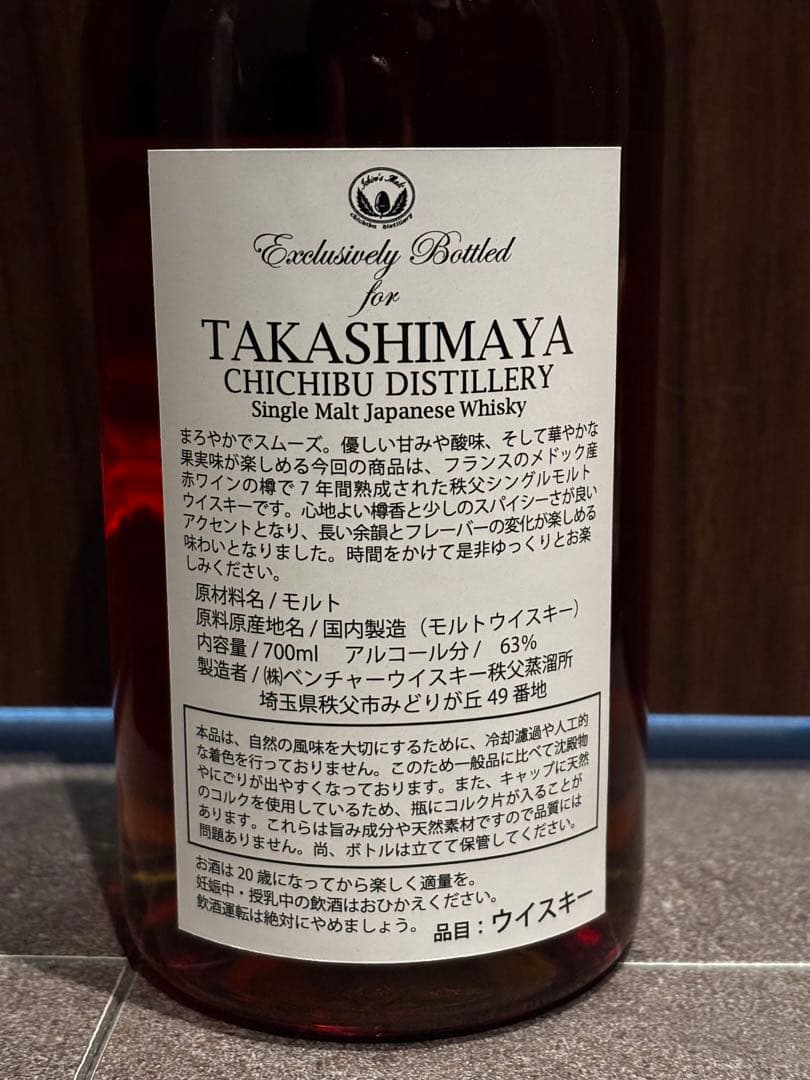 Ichiro's Malt
chichibu distillery
Exclusively Bottled
for
TAKASHIMAYA
CHICHIBU DISTILLERY
Single Malt Japanese Whisky
まろやかでスムーズ。優しい甘みや酸味、そして華やかな
果実味が楽しめる今回の商品は、フランスのメドック産
赤ワインの樽で7年間熟成された秩父シングルモルト
ウイスキーです。心地よい樽香と少しのスパイシーさが良い
アクセントとなり、長い余韻とフレーバーの変化が楽しめる
味わいとなりました。時間をかけて是非ゆっくりとお楽
しみください。
原材料名/モルト
原料原産地名/国内製造（モルトウイスキー）
内容量/700ml アルコール分/ 63%
製造者/㈱ベンチャーウイスキー秩父蒸溜所
埼玉県秩父市みどりが丘49番地
本品は、自然の風味を大切にするために、冷却濾過や人工的
な着色を行っておりません。このため一般品に比べて沈殿物
やにごりが出やすくなっております。また、キャップに天然
のコルクを使用しているため、瓶にコルク片が入ることが
あります。これらは旨み成分や天然素材ですので品質には
問題ありません。尚、ボトルは立てて保管してください。
お酒は20歳になってから楽しく適量を。
妊娠中・授乳中の飲酒はおひかえください。
飲酒運転は絶対にやめましょう。 品目：ウイスキー